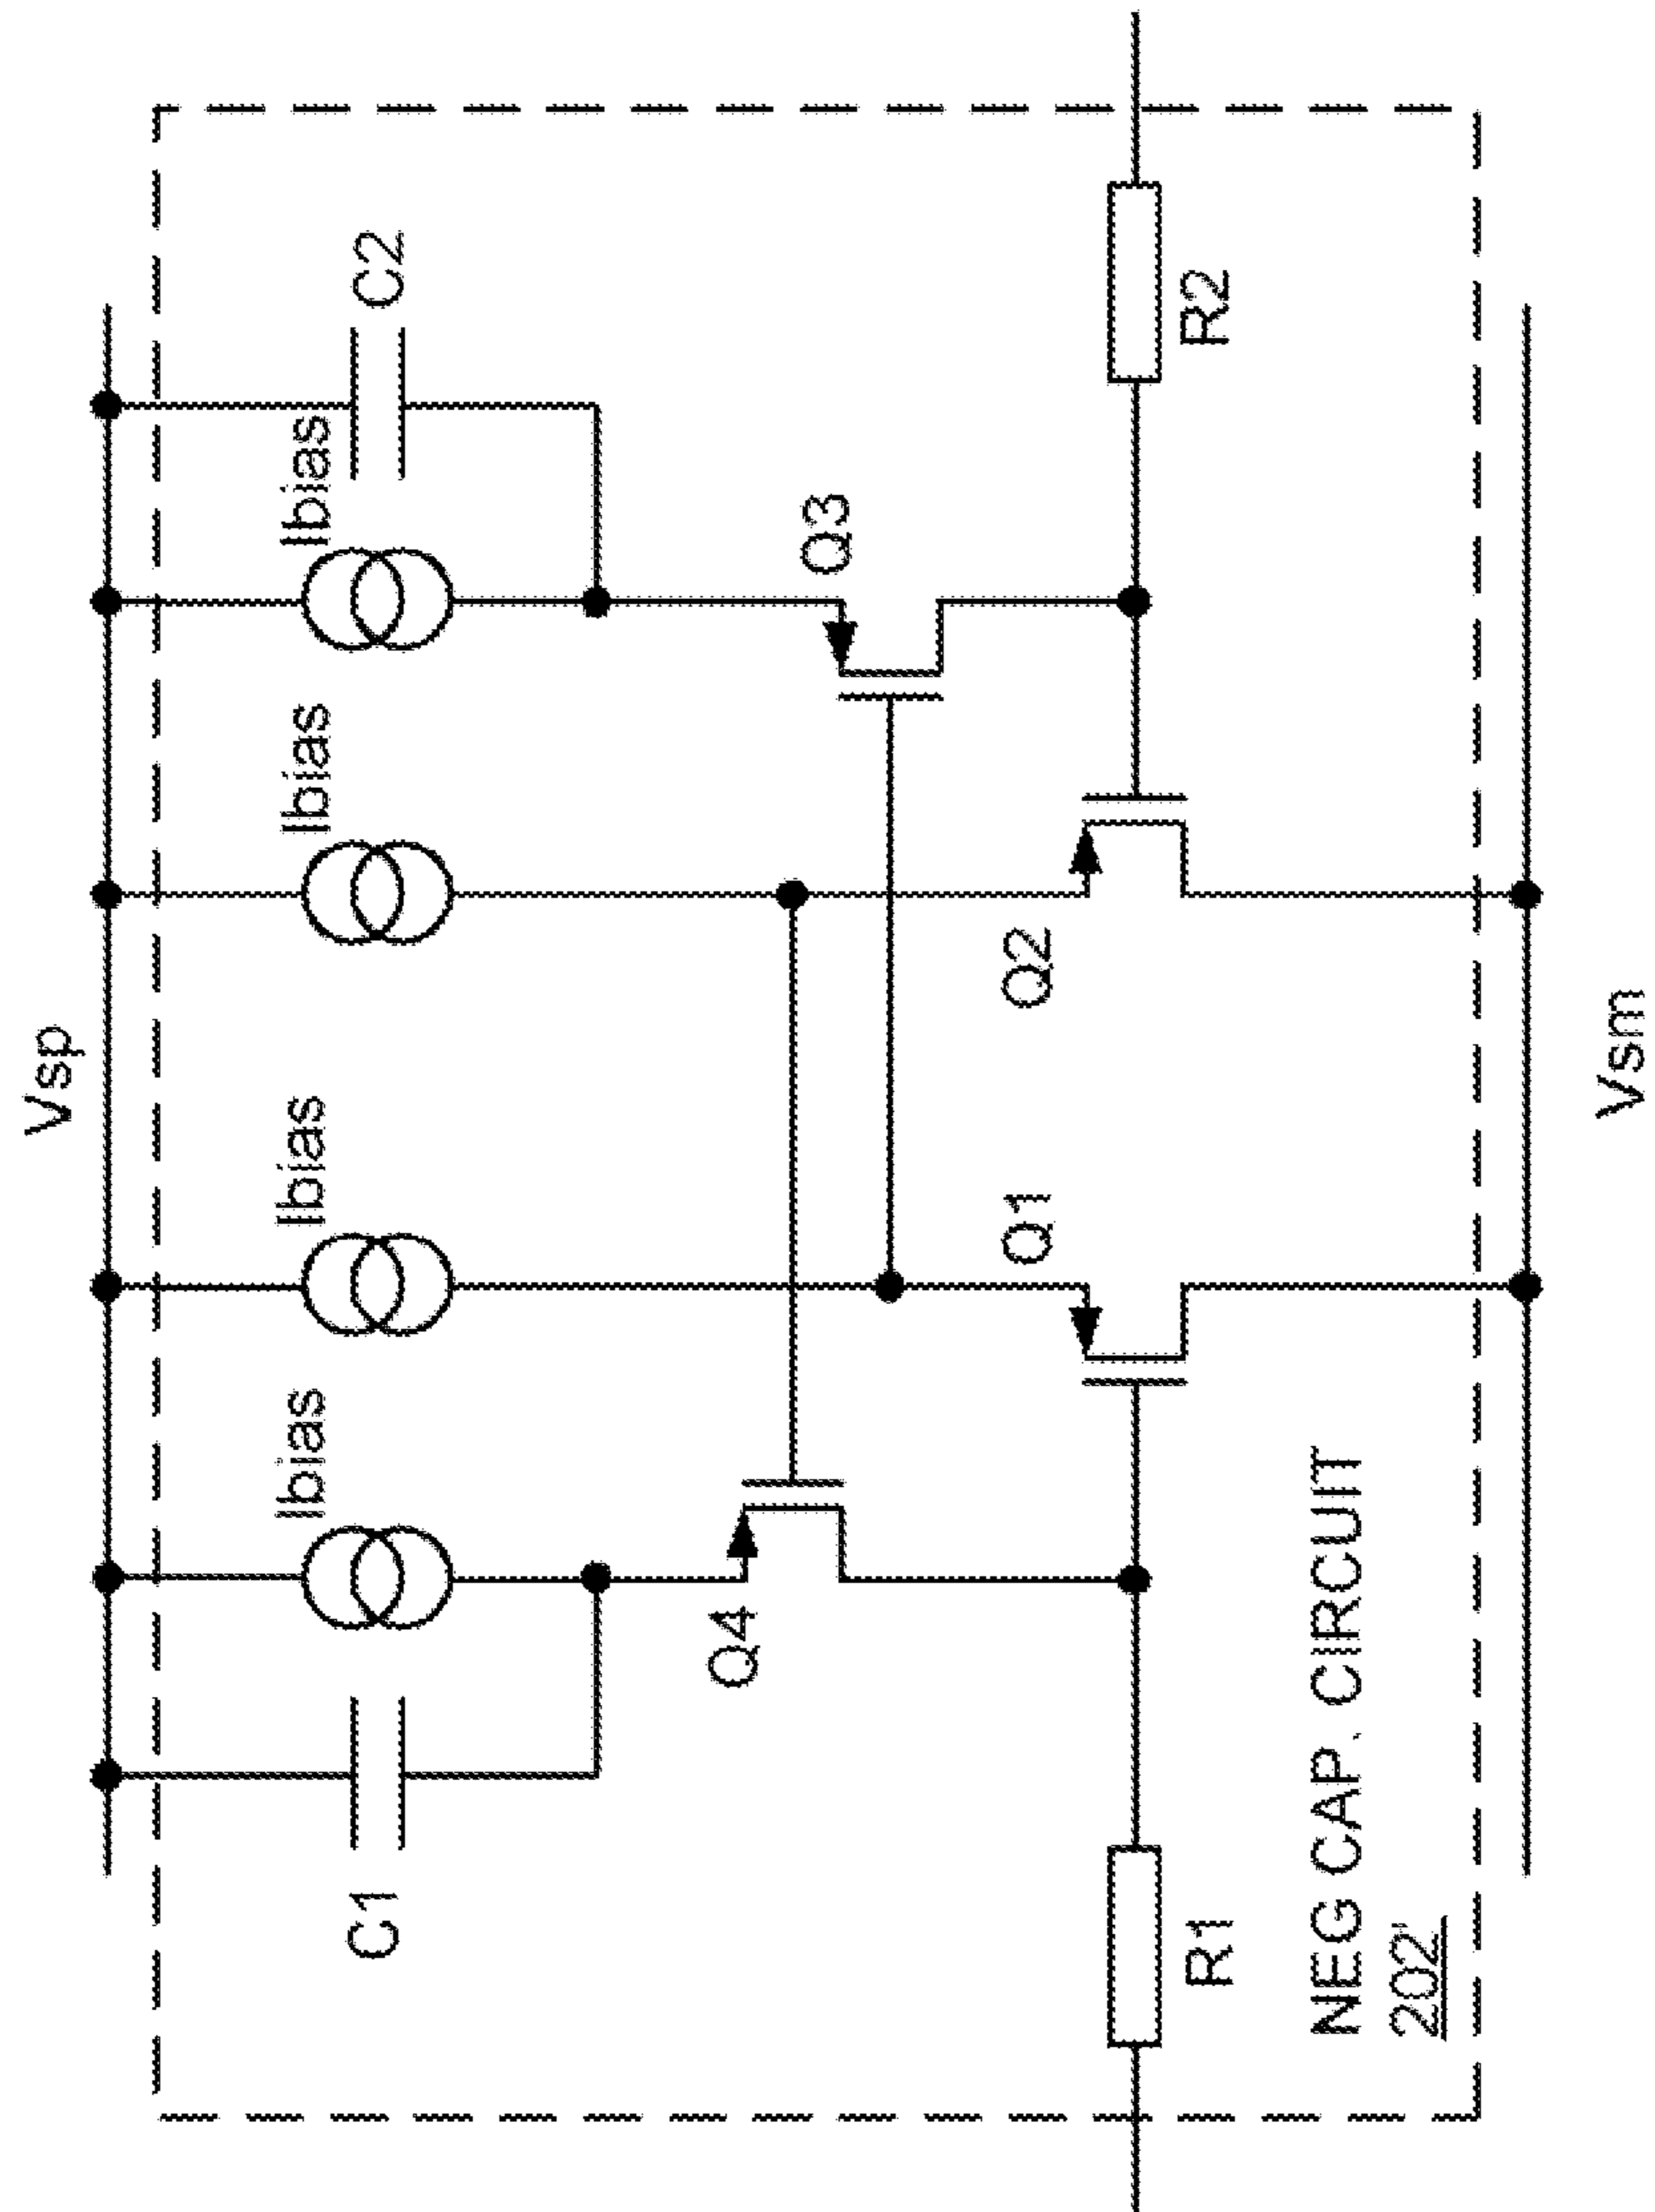 Vsp
C1
Ibias
Ibias
Ibias
Ibias
C2
Q4
Q3
Q1
Q2
R1
R2
NEG CAP. CIRCUIT
202'
Vsm